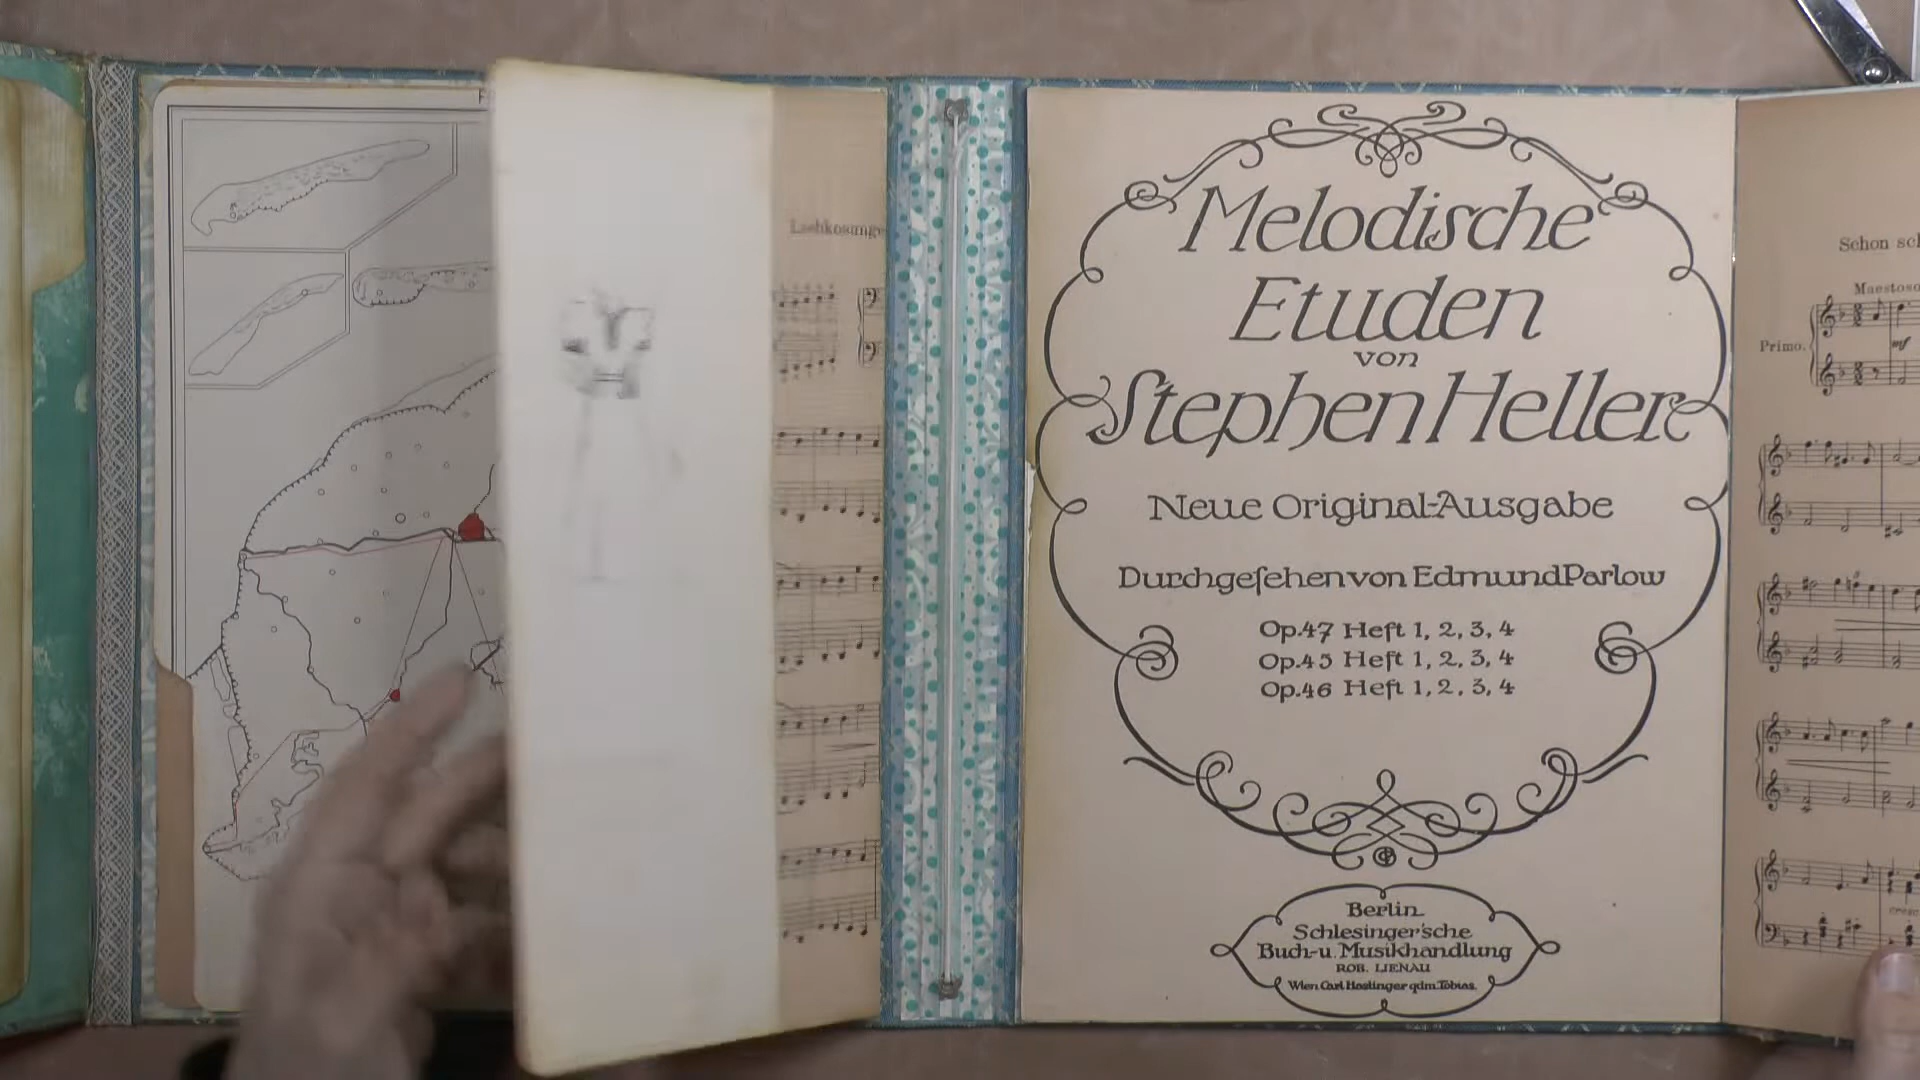 Melodische
Etuden
von
Stephen Heller
Neue Original-Ausgabe
Durchgeſehen von Edmund Parlow
Op.47 Heft 1, 2, 3, 4
Op.45 Heft 1, 2, 3, 4
Op.46 Heft 1, 2, 3, 4
Berlin
Schlesinger'sche
Buch-u. Musikhandlung
ROB. LIENAU
Wien Carl Haslinger qdm. Tobias.
Schon
Maestoso
Primo.
mf